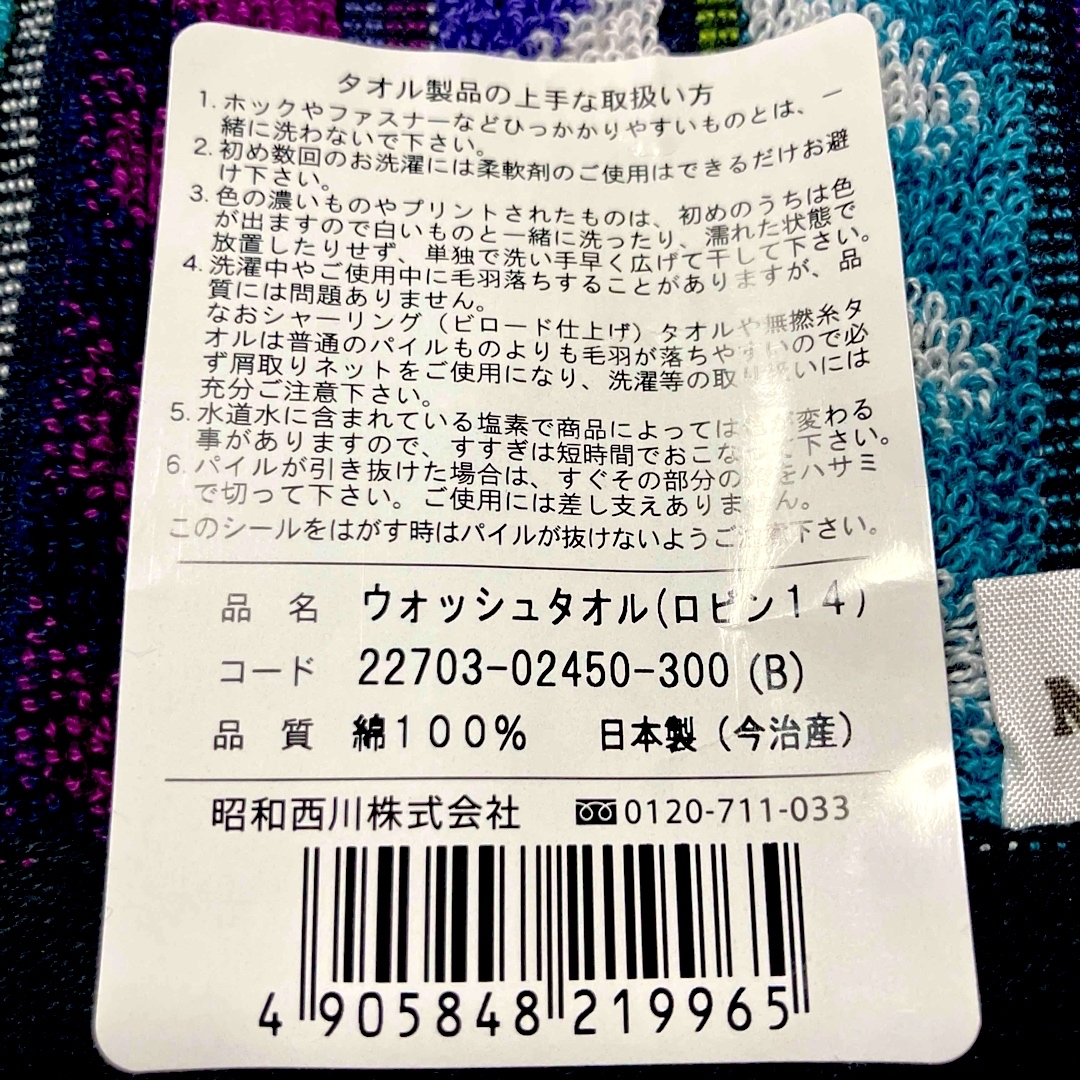 タオル製品の上手な取扱い方
1. ホックやファスナーなどひっかかりやすいものとは、一
緒に洗わないで下さい。
2. 初め数回のお洗濯には柔軟剤のご使用はできるだけお避
け下さい。
3. 色の濃いものやプリントされたものは、初めのうちは色
が出ますので白いものと一緒に洗ったり、濡れた状態で
放置したりせず、単独で洗い手早く広げて干して下さい。
4. 洗濯中やご使用中に毛羽落ちすることがありますが、品
質には問題ありません。
なおシャーリング（ビロード仕上げ）タオルや無撚糸タ
オルは普通のパイルものよりも毛羽が落ちやすいので必
ず屑取りネットをご使用になり、洗濯等の取り扱いには
充分ご注意下さい。
5. 水道水に含まれている塩素で商品によっては色が変わる
事がありますので、すすぎは短時間でおこなって下さい。
6. パイルが引き抜けた場合は、すぐその部分の糸をハサミ
で切って下さい。ご使用には差し支えありません。
このシールをはがす時はパイルが抜けないようご注意下さい。
品 名 ウォッシュタオル(ロビン１４)
コード 22703-02450-300 (B)
品 質 綿１００％ 日本製（今治産）
昭和西川株式会社 0120-711-033
4 905848 219965